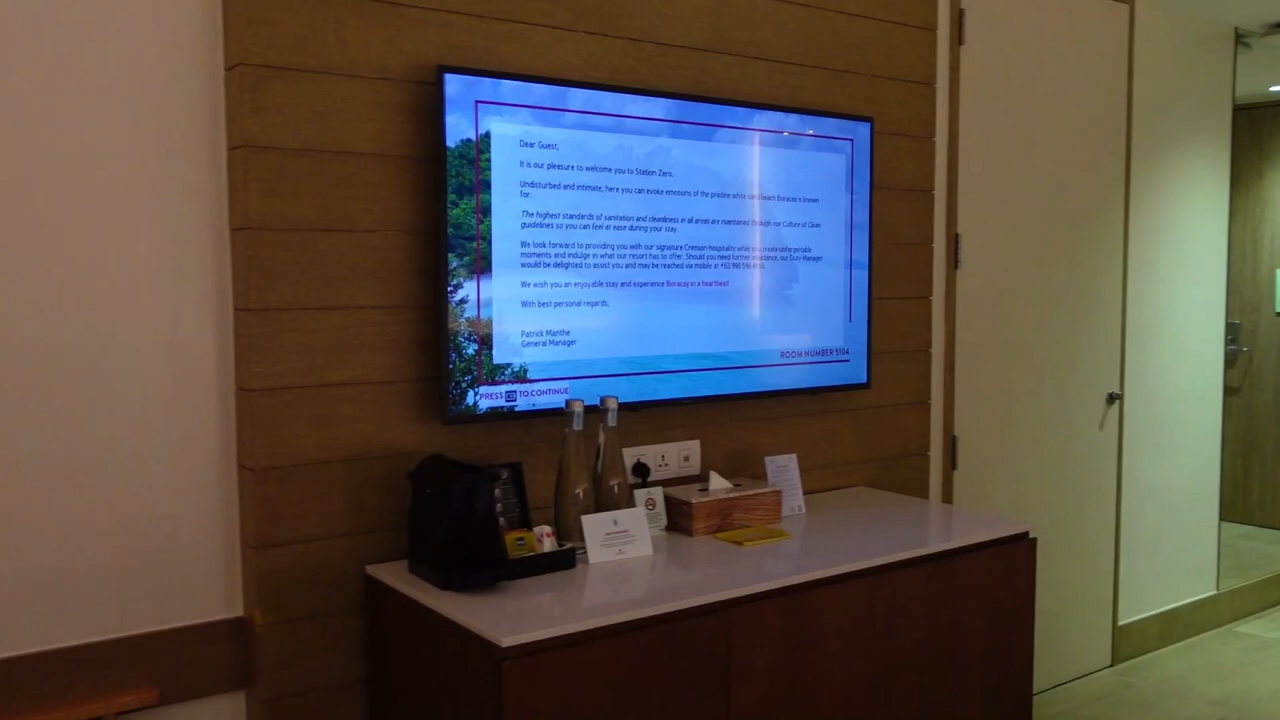 Dear Guest,
It is our pleasure to welcome you to Station Zero.
Undisturbed and intimate, here you can evoke emotions of the pristine white sand beach Boracay is known
for.
The highest standards of sanitation and cleanliness in all areas are maintained through our Culture of Clean
guidelines so you can feel at ease during your stay.
We look forward to providing you with our signature Crimson hospitality while you create unforgettable
moments and indulge in what our resort has to offer. Should you need further assistance, our Duty Manager
would be delighted to assist you and may be reached via mobile at +63 998 596
We wish you an enjoyable stay and experience Boracay in a heartbeat!
With best personal regards,
Patrick Manthe
General Manager
ROOM NUMBER 5104
PRESS TO CONTINUE